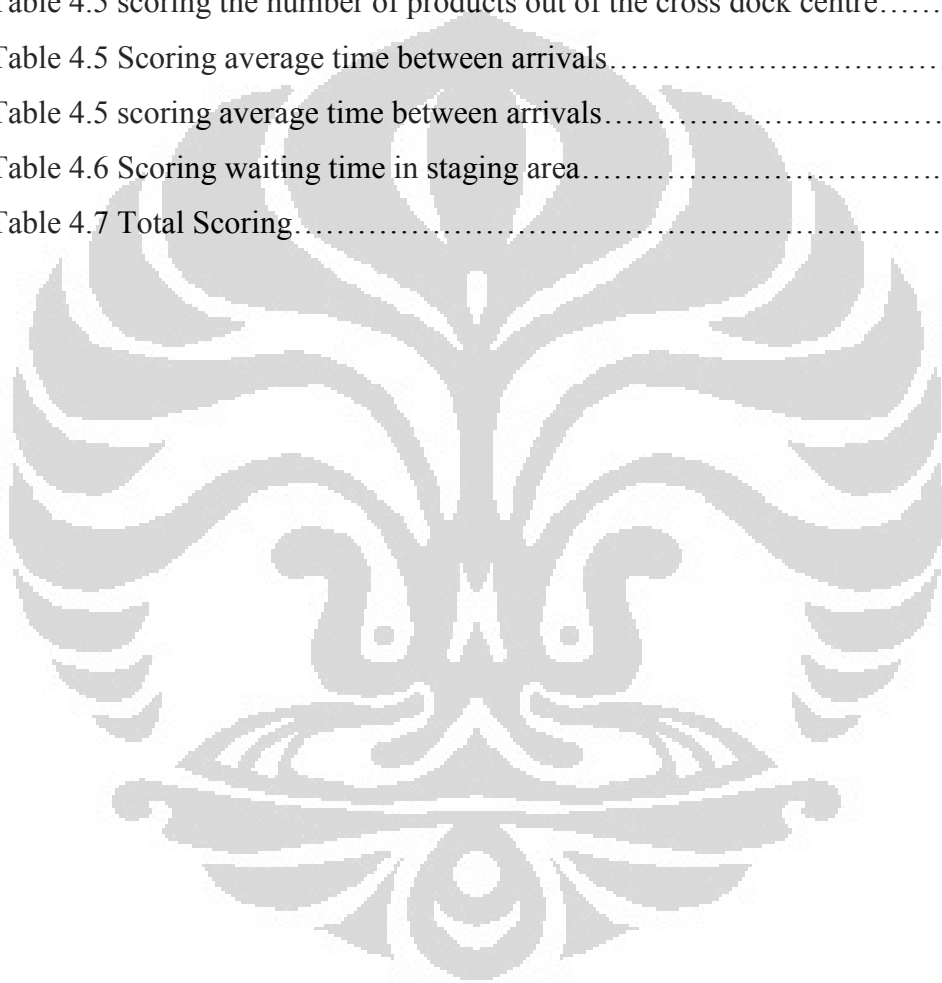 Table 4.5 scoring the number of products out of the cross dock centre……
Table 4.5 Scoring average time between arrivals……………………………
Table 4.5 scoring average time between arrivals……………………………
Table 4.6 Scoring waiting time in staging area………………………………
Table 4.7 Total Scoring…………………………………………………………